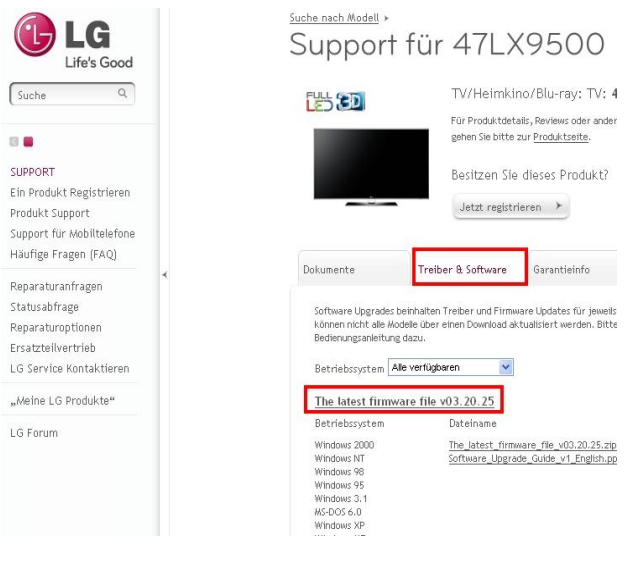 LG
Life's Good
Suche
SUPPORT
Ein Produkt Registrieren
Produkt Support
Support für Mobiltelefone
Häufige Fragen (FAQ)
Reparaturanfragen
Statusabfrage
Reparaturoptionen
Ersatzteilvertrieb
LG Service Kontaktieren
„Meine LG Produkte“
LG Forum
Suche nach Modell
Support für 47LX9500
FULL LED 3D
TV/Heimkino/Blu-ray: TV: 4
Für Produktdetails, Reviews oder ander
gehen Sie bitte zur Produktseite.
Besitzen Sie dieses Produkt?
Jetzt registrieren
Dokumente Treiber & Software Garantieinfo
Software Upgrades beinhalten Treiber und Firmware Updates für jeweils
können nicht alle Modelle über einen Download aktualisiert werden. Bitte
Bedienungsanleitung dazu.
Betriebssystem Alle verfügbaren
The latest firmware file v03.20.25
Betriebssystem Dateiname
Windows 2000 The_latest_firmware_file_v03.20.25.zip
Windows NT Software_Upgrade_Guide_v1_English.pp
Windows 98
Windows 95
Windows 3.1
MS-DOS 6.0
Windows XP